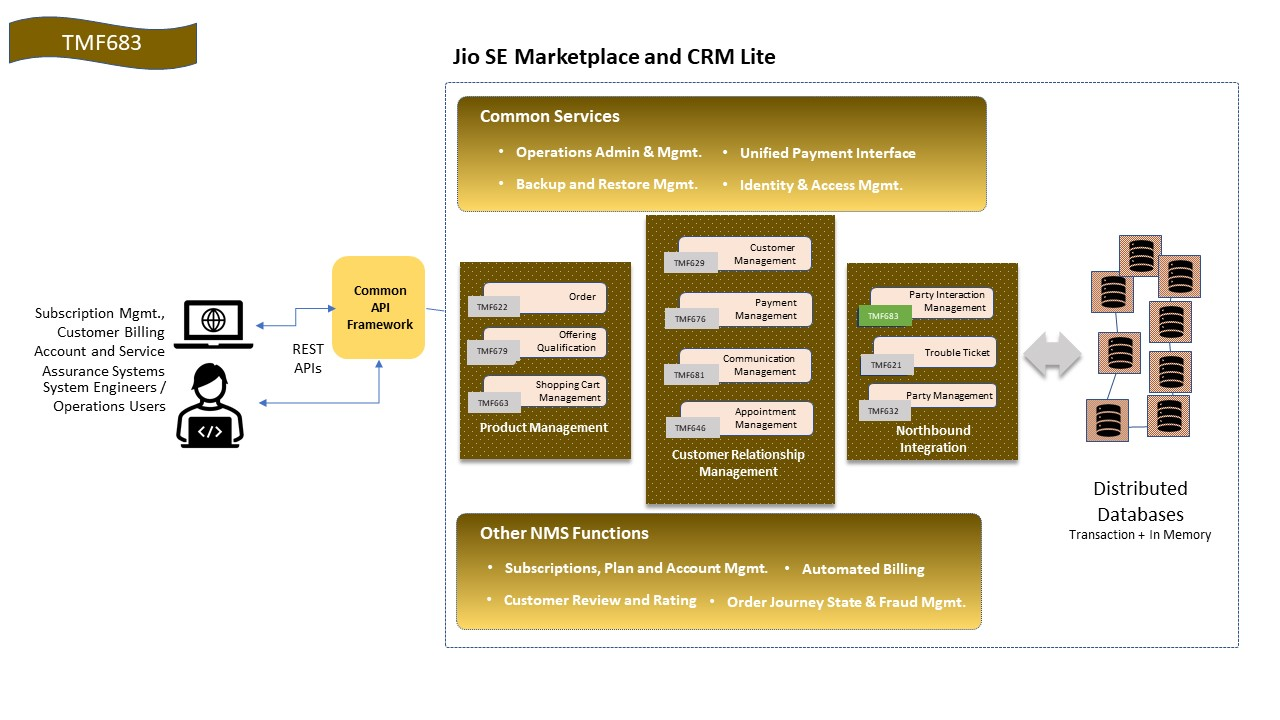 TMF683
Jio SE Marketplace and CRM Lite
Common Services
• Operations Admin & Mgmt.
• Unified Payment Interface
• Backup and Restore Mgmt.
• Identity & Access Mgmt.
Subscription Mgmt.,
Customer Billing
Account and Service
Assurance Systems
System Engineers /
Operations Users
REST
APIs
Common
API
Framework
Order
TMF622
Offering
Qualification
TMF679
Shopping Cart
Management
TMF663
Product Management
Customer
Management
TMF629
Payment
Management
TMF676
Communication
Management
TMF681
Appointment
Management
TMF646
Customer Relationship
Management
Party Interaction
Management
TMF683
Trouble Ticket
TMF621
Party Management
TMF632
Northbound
Integration
Distributed
Databases
Transaction + In Memory
Other NMS Functions
• Subscriptions, Plan and Account Mgmt.
• Automated Billing
• Customer Review and Rating
• Order Journey State & Fraud Mgmt.